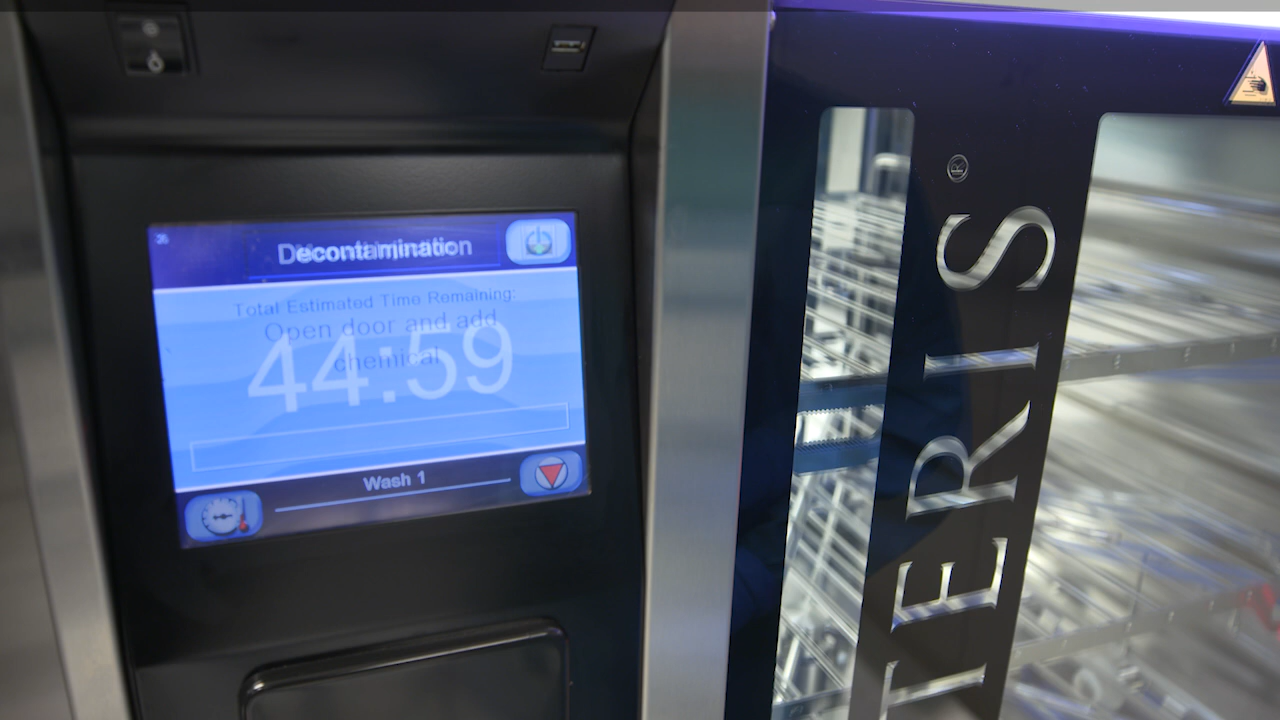 Decontamination
Total Estimated Time Remaining:
Open door and add
chemical
44:59
Wash 1
TERIS®